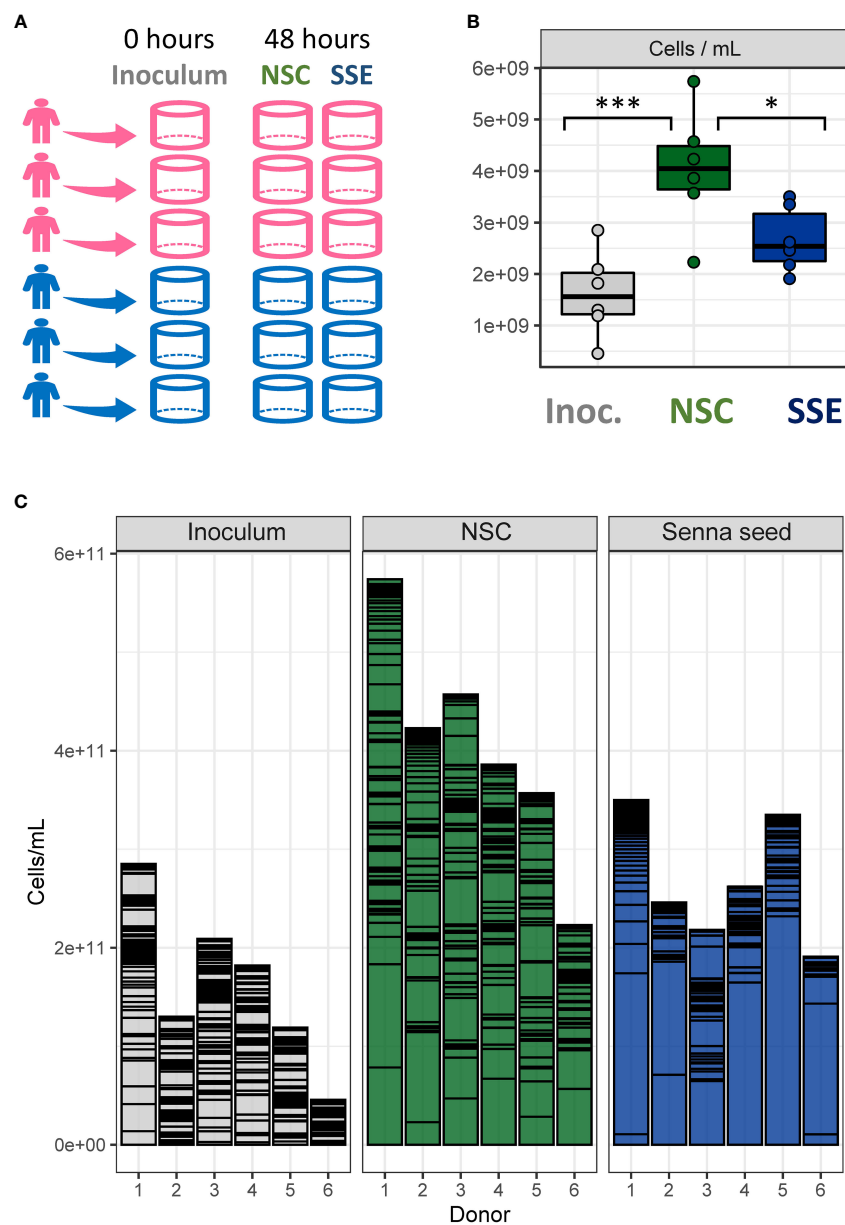 A
0 hours 48 hours
Inoculum NSC SSE
B
Cells / mL
6e+09
5e+09
4e+09
3e+09
2e+09
1e+09
*** *
Inoc. NSC SSE
C
Inoculum NSC Senna seed
6e+11
4e+11
2e+11
0e+00
Cells/mL
1 2 3 4 5 6 1 2 3 4 5 6 1 2 3 4 5 6
Donor